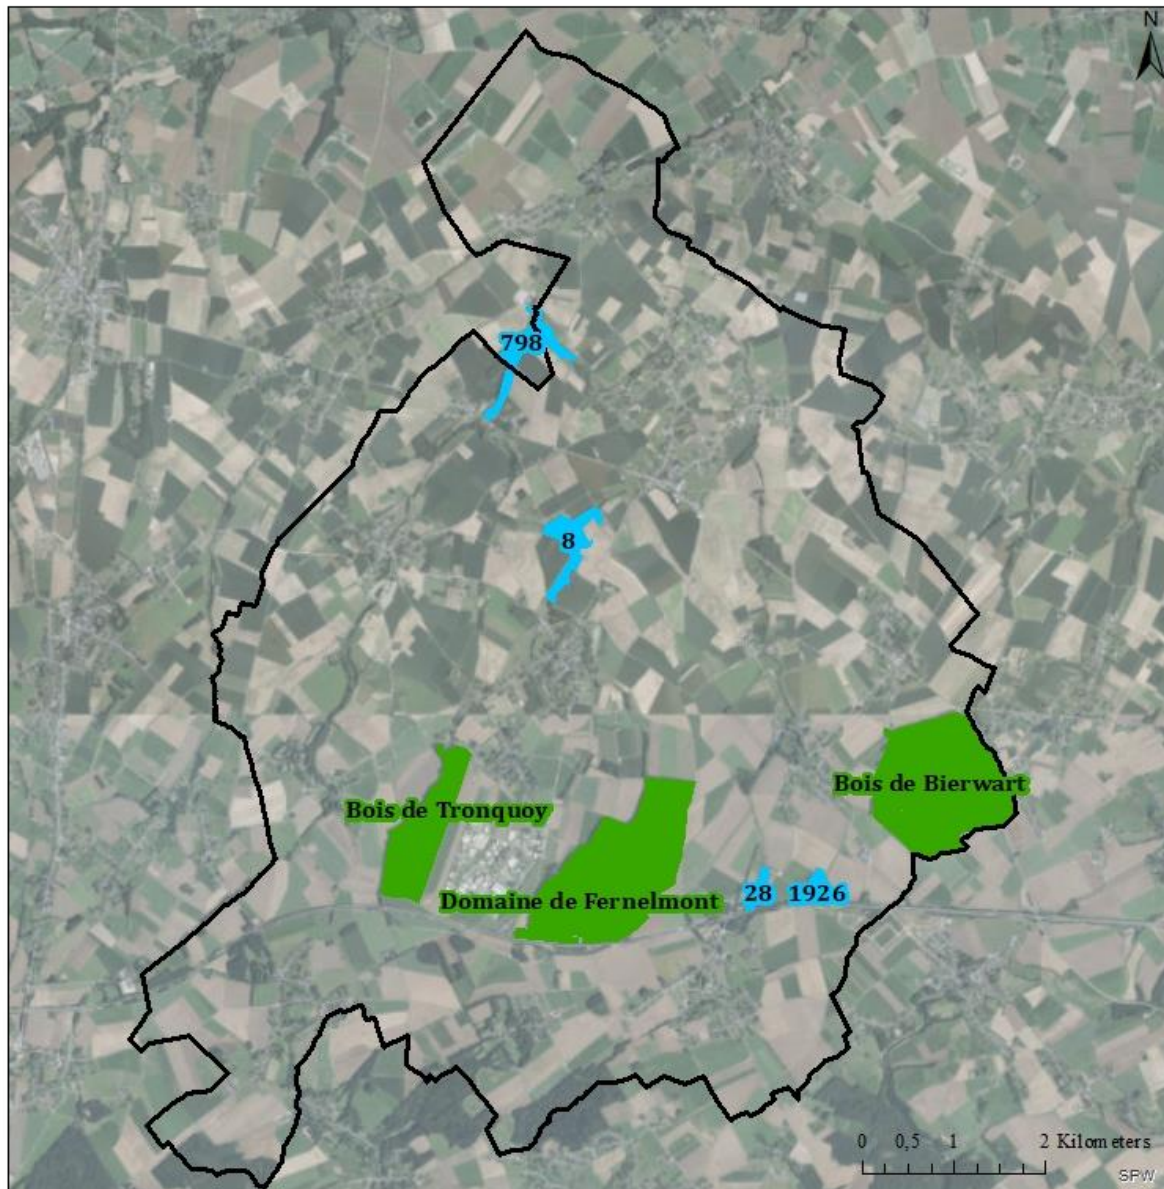 N
798
8
Bois de Bierwart
Bois de Tronquoy
28 1926
Domaine de Fernelmont
0 0,5 1 2 Kilometers
SPW